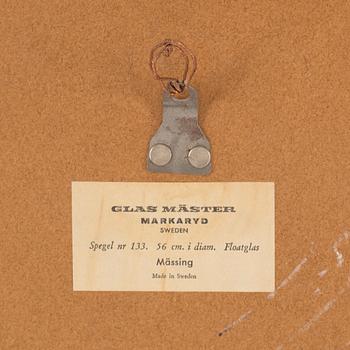 GLAS MÄSTER
MARKARYD
SWEDEN
Spegel nr 133. 56 cm. i diam. Floatglas
Mässing
Made in Sweden